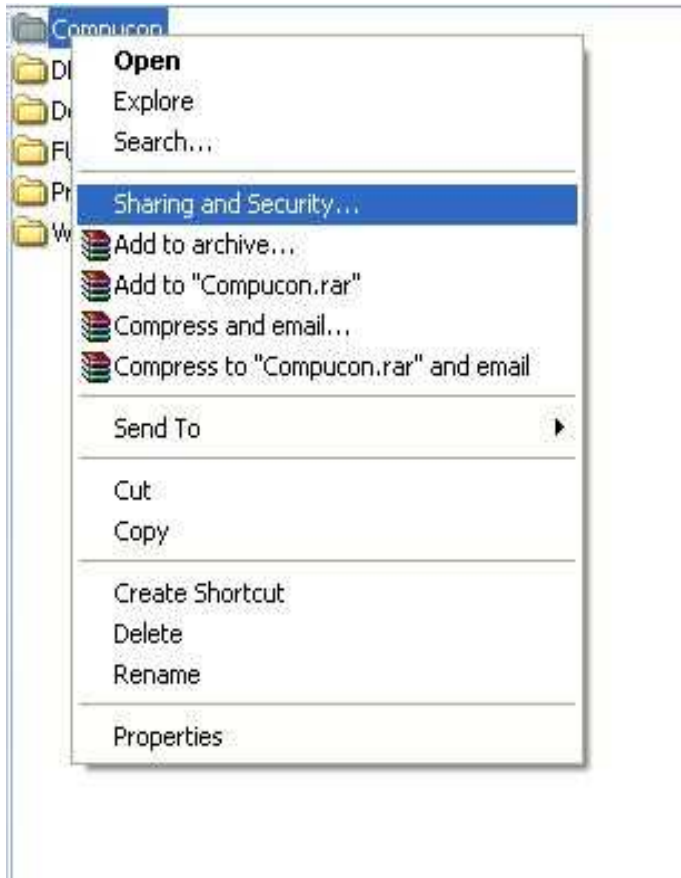 Compucon
Open
Explore
Search...
Sharing and Security...
Add to archive...
Add to "Compucon.rar"
Compress and email...
Compress to "Compucon.rar" and email
Send To
Cut
Copy
Create Shortcut
Delete
Rename
Properties